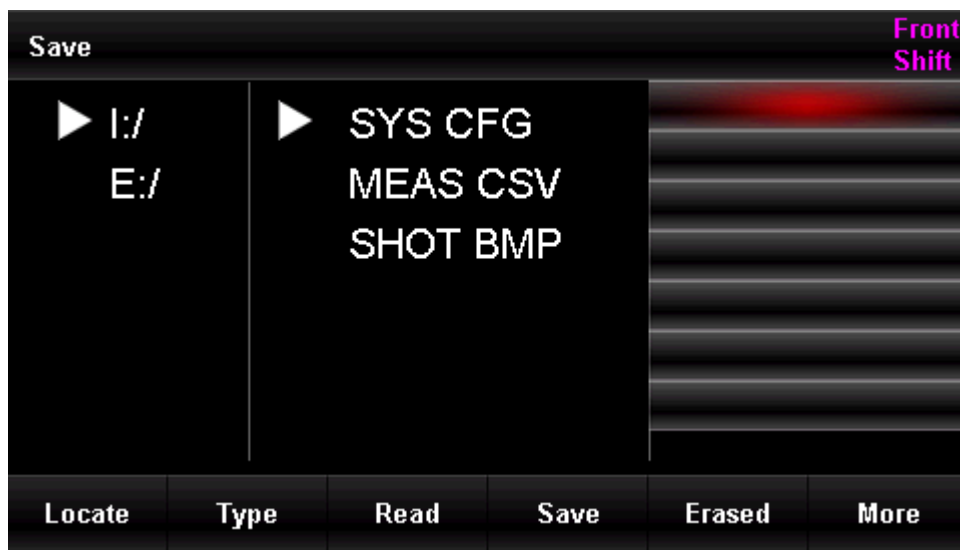 Save
Front
Shift
I:/
E:/
SYS CFG
MEAS CSV
SHOT BMP
Locate Type Read Save Erased More